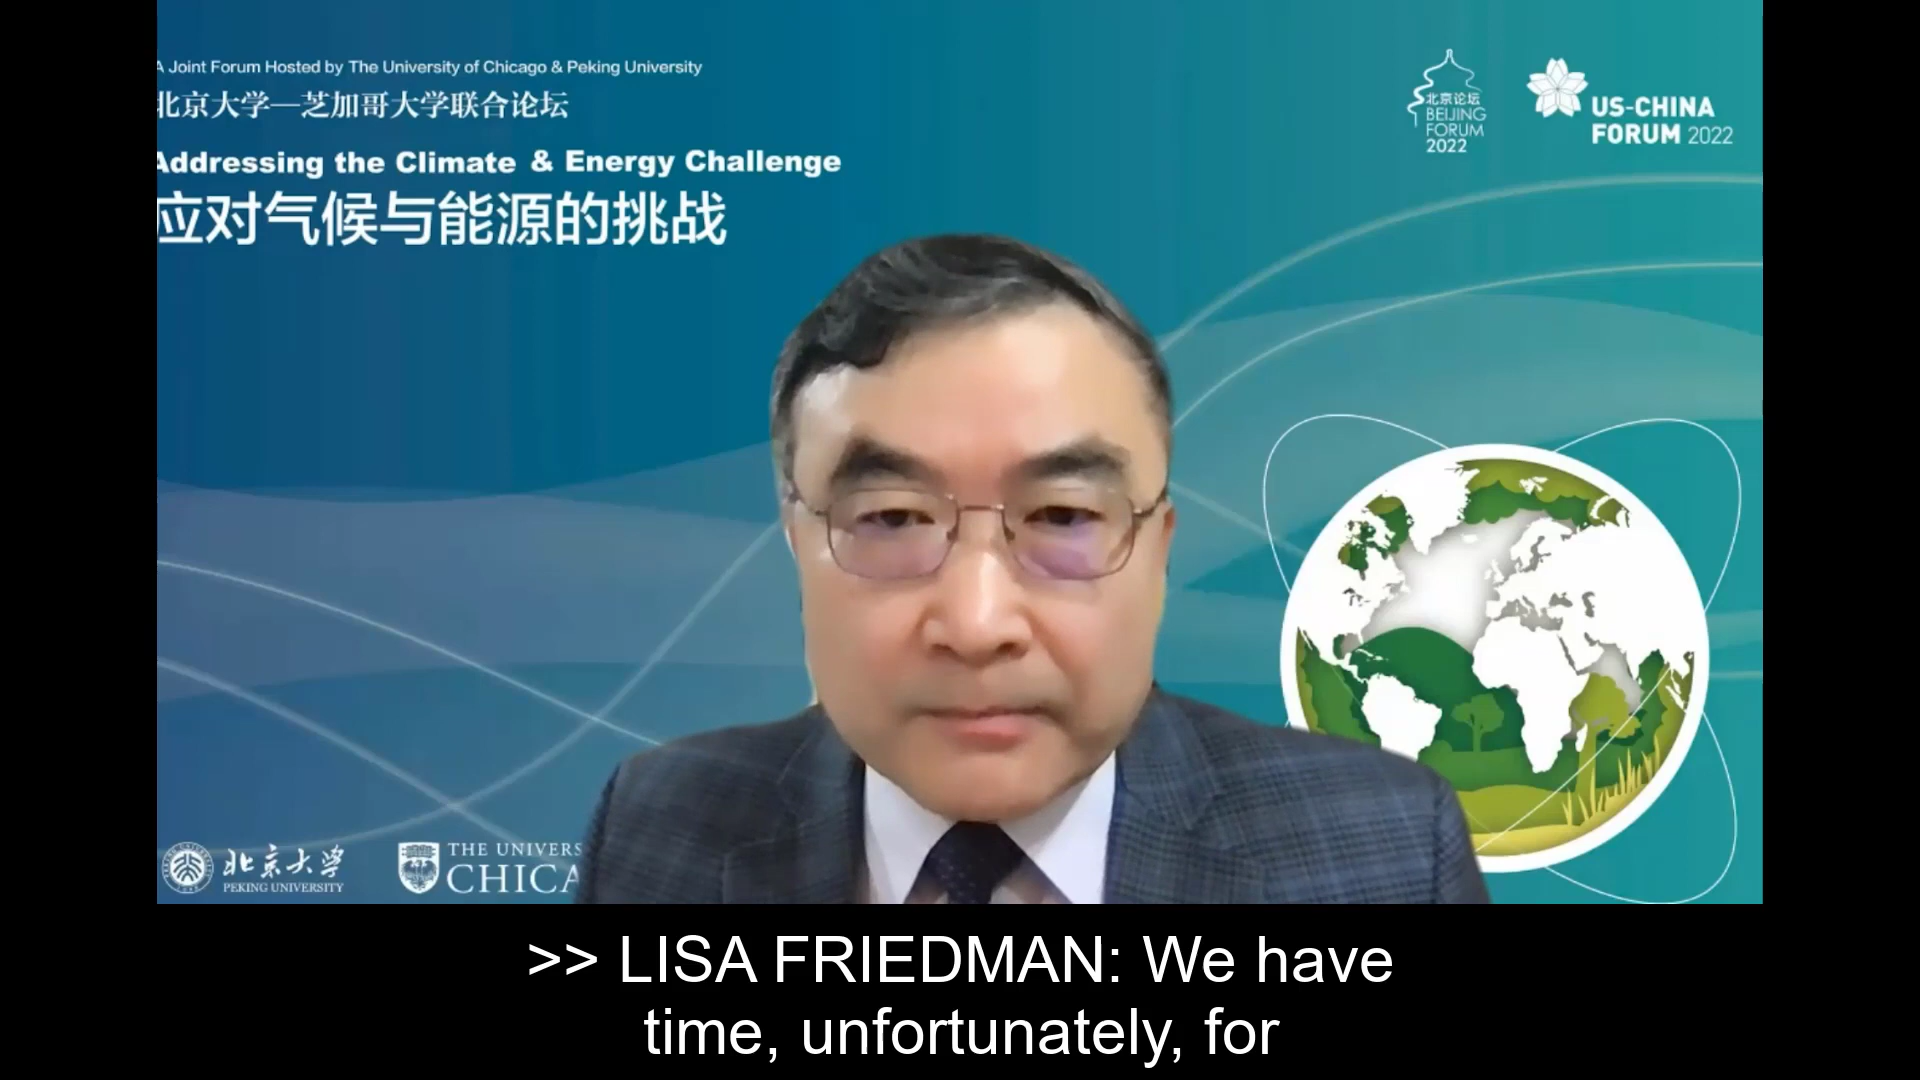 A Joint Forum Hosted by The University of Chicago & Peking University
北京大学—芝加哥大学联合论坛
Addressing the Climate & Energy Challenge
应对气候与能源的挑战
北京论坛
BEIJING
FORUM
2022
US-CHINA
FORUM 2022
北京大学
PEKING UNIVERSITY
THE UNIVERS
CHICA
>> LISA FRIEDMAN: We have
time, unfortunately, for